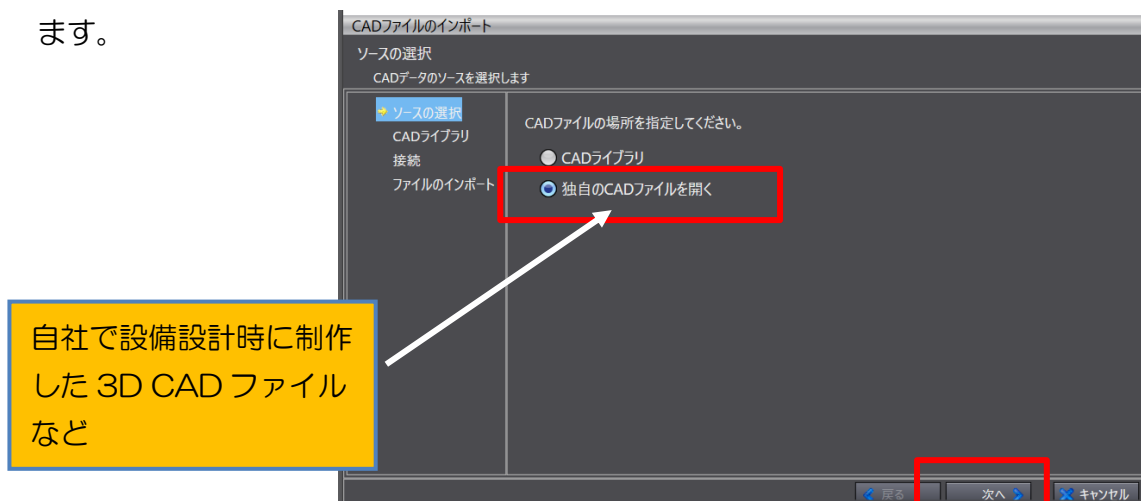 ます。
CADファイルのインポート
ソースの選択
CADデータのソースを選択します
ソースの選択
CADライブラリ
接続
ファイルのインポート
CADファイルの場所を指定してください。
CADライブラリ
独自のCADファイルを開く
自社で設備設計時に制作
した 3D CAD ファイル
など
戻る
次へ
キャンセル